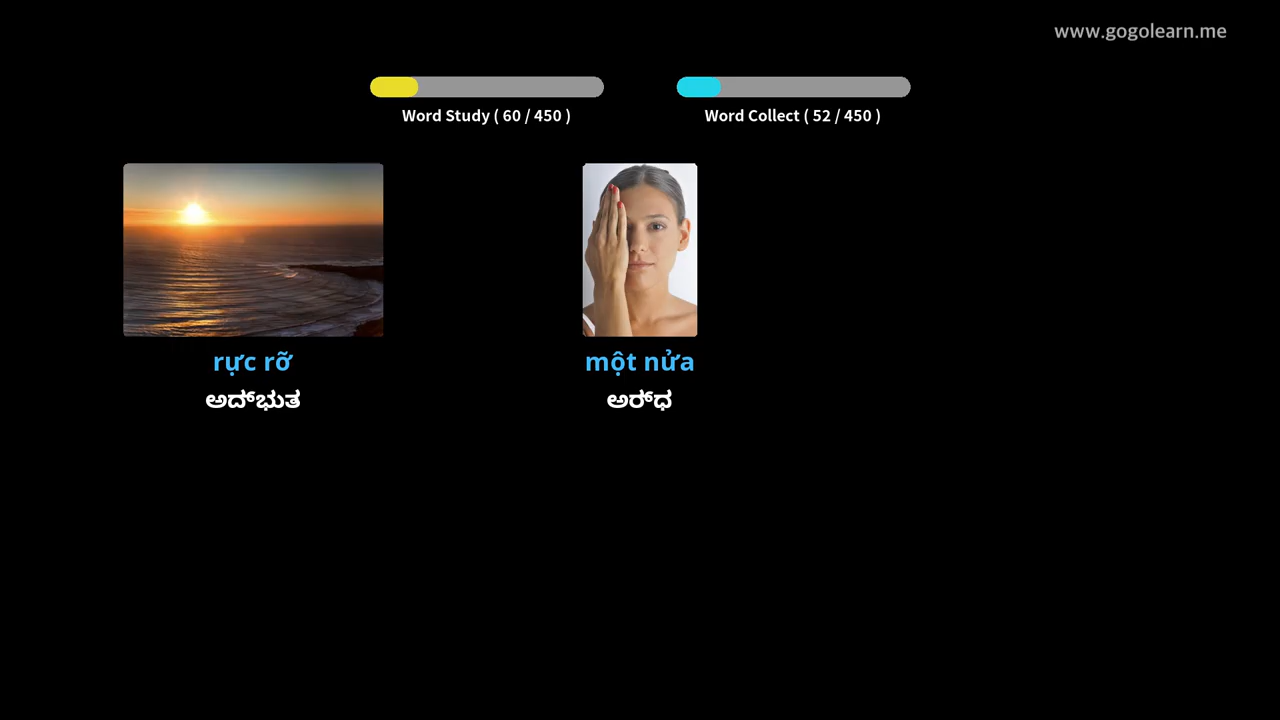 www.gogolearn.me
Word Study ( 60 / 450 )
Word Collect ( 52 / 450 )
rực rỡ
ಅದ್‌ಭುತ
một nửa
ಅರ್‌ಧ